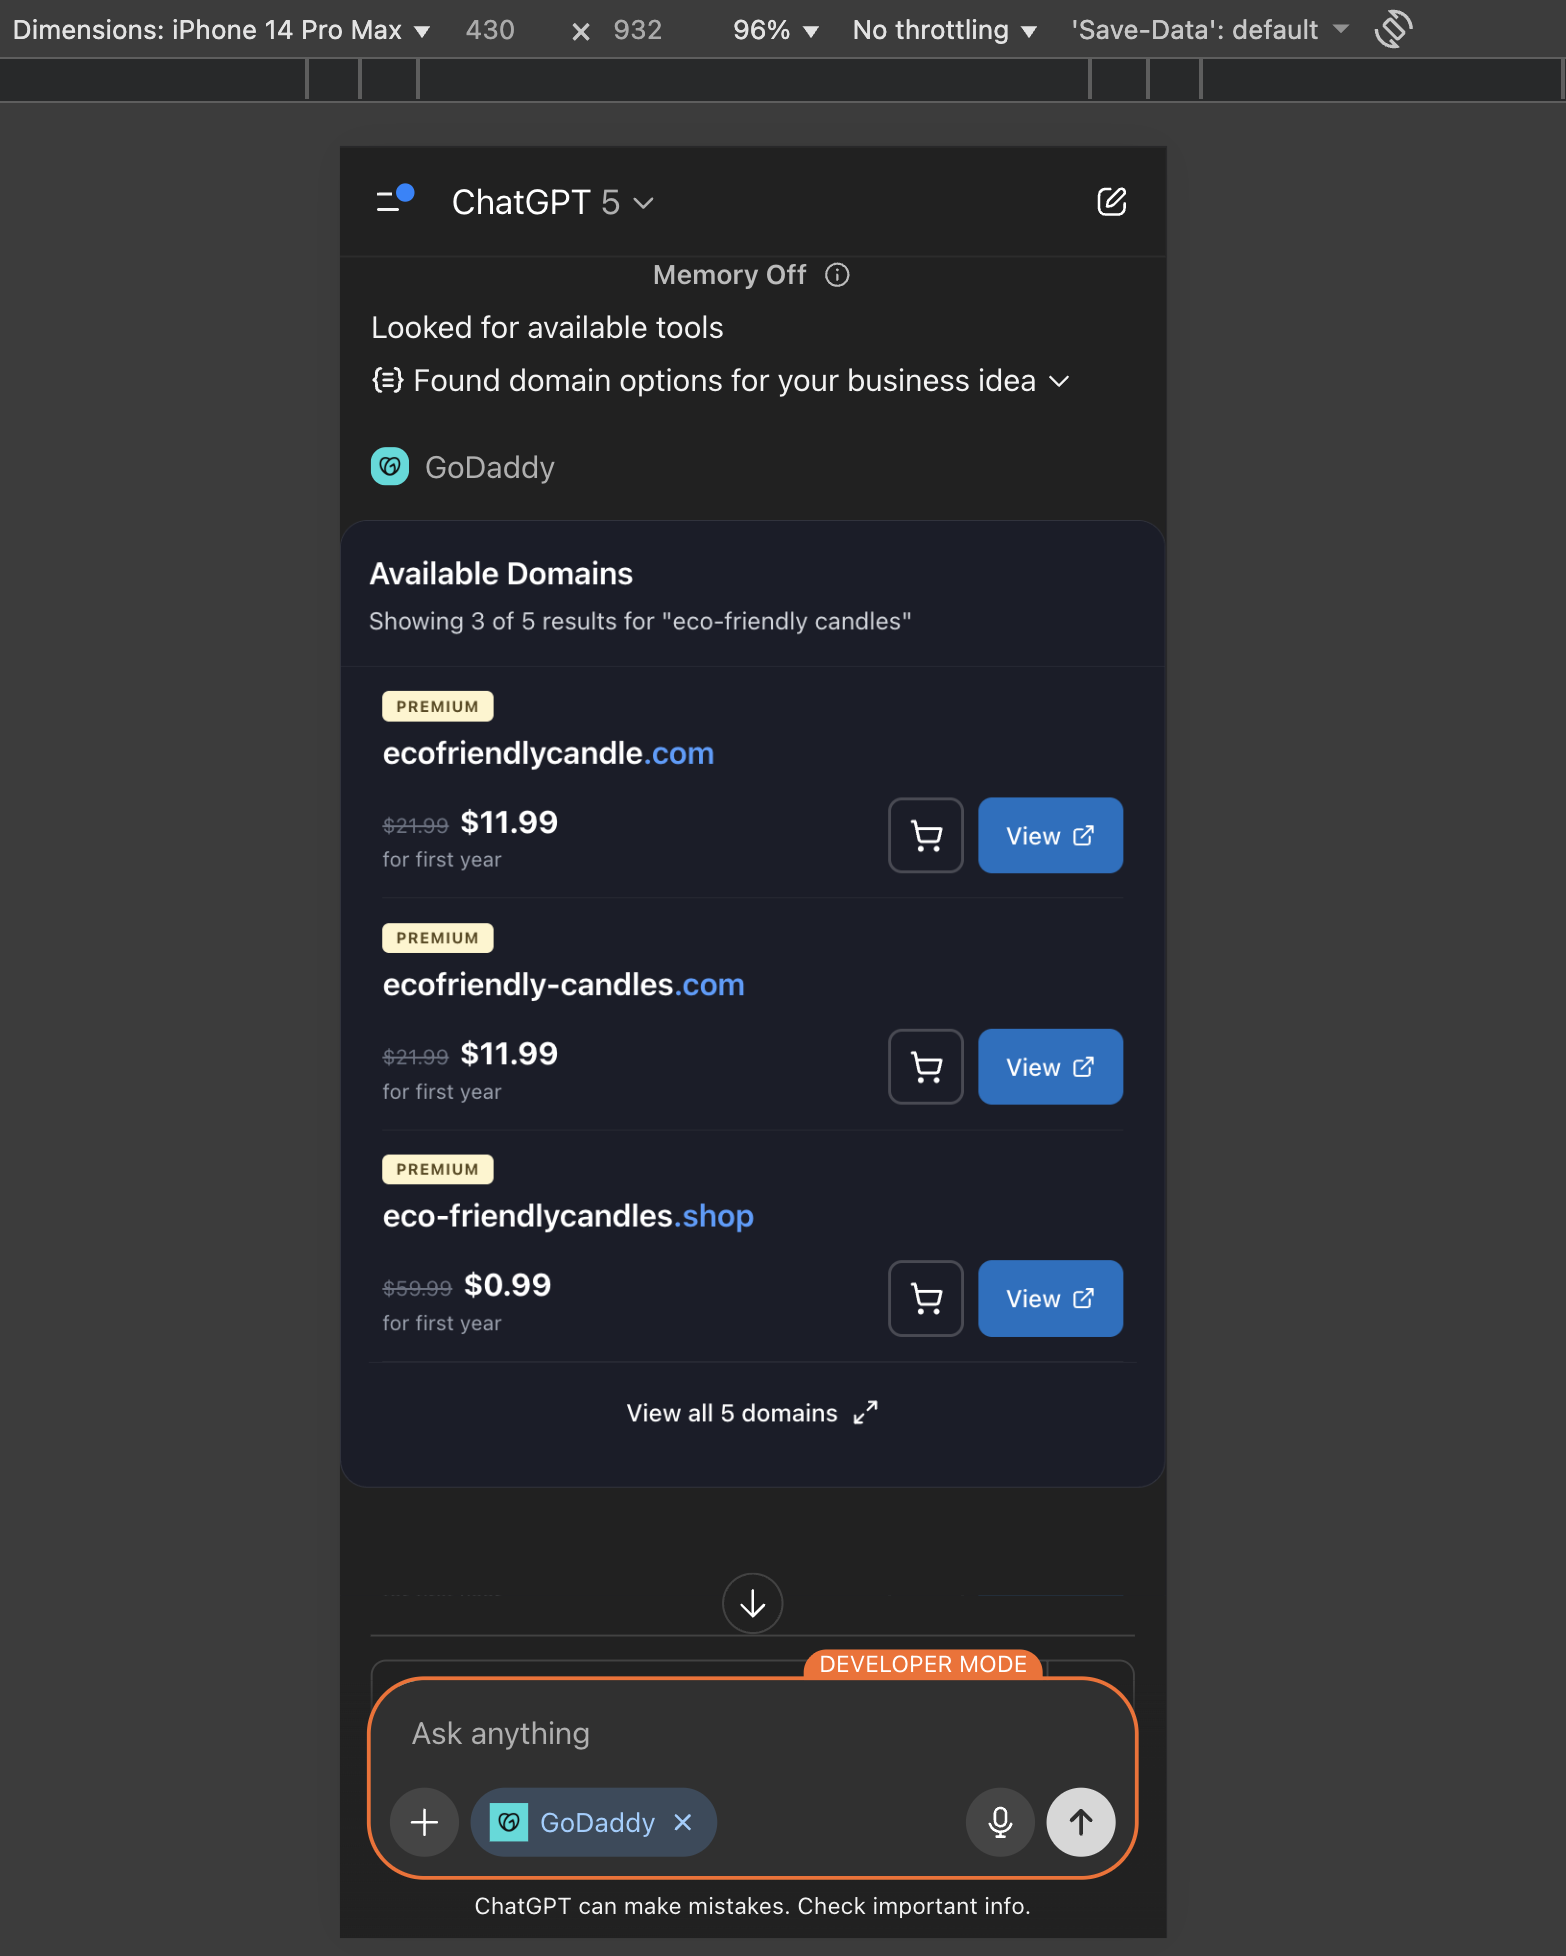 Dimensions: iPhone 14 Pro Max ▼ 430 × 932 96% ▼ No throttling ▼ 'Save-Data': default ▼
ChatGPT 5
Memory Off
Looked for available tools
Found domain options for your business idea
GoDaddy
Available Domains
Showing 3 of 5 results for "eco-friendly candles"
PREMIUM
ecofriendlycandle.com
$21.99 $11.99
for first year
View
PREMIUM
ecofriendly-candles.com
$21.99 $11.99
for first year
View
PREMIUM
eco-friendlycandles.shop
$59.99 $0.99
for first year
View
View all 5 domains
DEVELOPER MODE
Ask anything
GoDaddy ×
ChatGPT can make mistakes. Check important info.